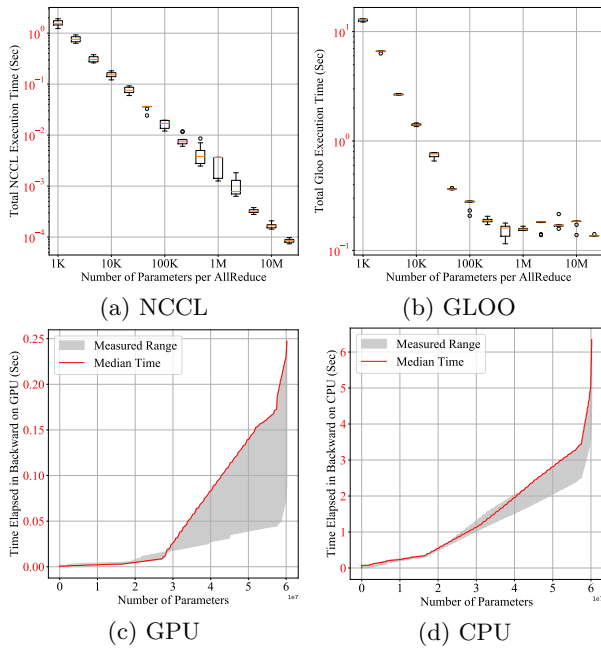 Total NCCL Execution Time (Sec)
10^0
10^-1
10^-2
10^-3
10^-4
1K 10K 100K 1M 10M
Number of Parameters per AllReduce
(a) NCCL
Total Gloo Execution Time (Sec)
10^1
10^0
10^-1
1K 10K 100K 1M 10M
Number of Parameters per AllReduce
(b) GLOO
Time Elapsed in Backward on GPU (Sec)
0.25
0.20
0.15
0.10
0.05
0.00
Measured Range
Median Time
0 1 2 3 4 5 6
1e7
Number of Parameters
(c) GPU
Time Elapsed in Backward on CPU (Sec)
6
5
4
3
2
1
0
Measured Range
Median Time
0 1 2 3 4 5 6
Number of Parameters
(d) CPU